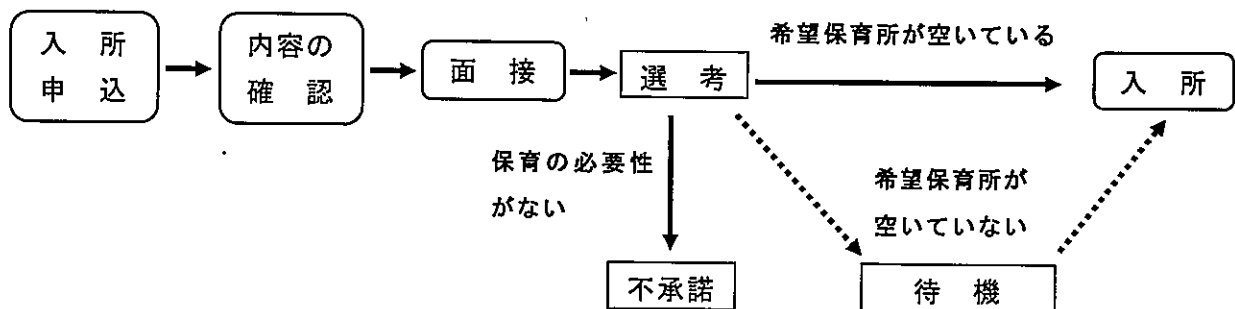 入 所
申 込
内容の
確 認
面 接
選 考
希望保育所が空いている
入 所
保育の必要性
がない
希望保育所が
空いていない
不承諾
待 機